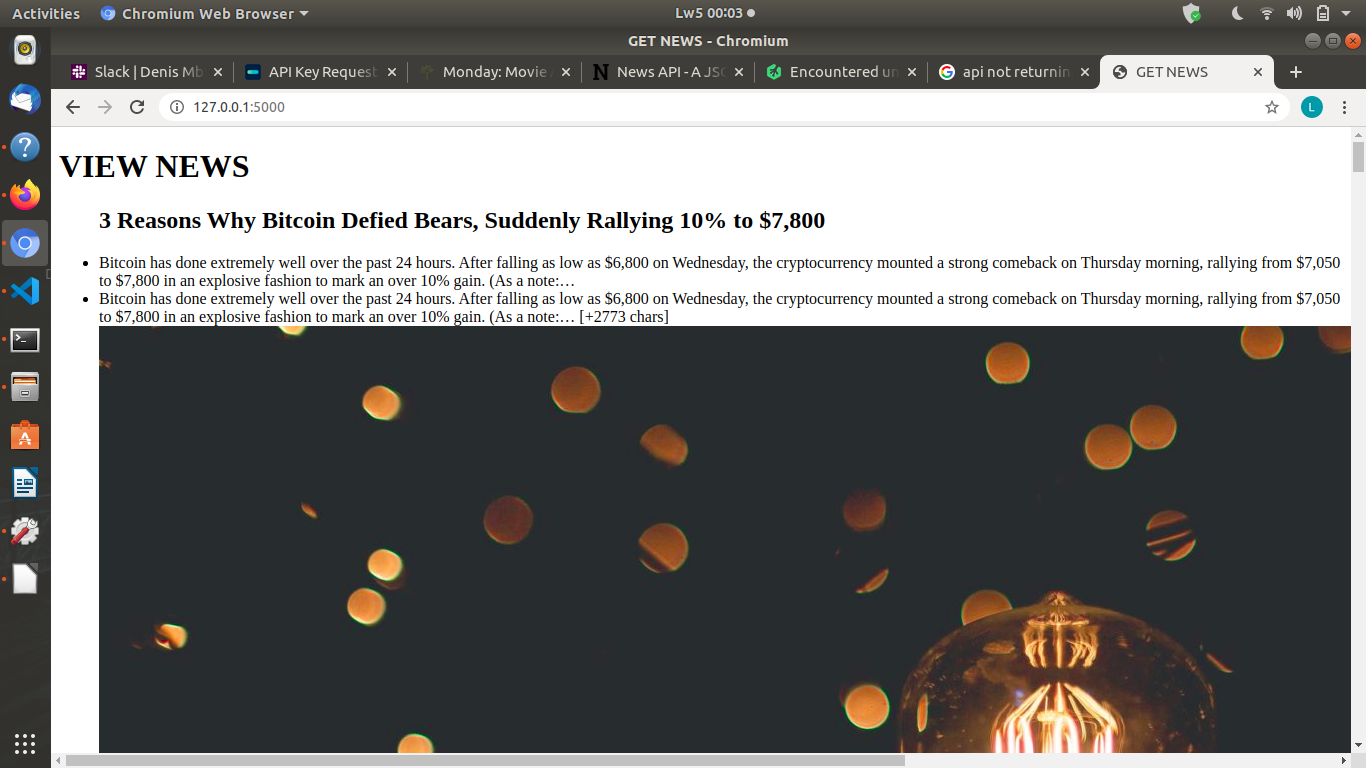 Activities Chromium Web Browser Lw5 00:03
GET NEWS - Chromium
Slack | Denis Mb API Key Request Monday: Movie News API - A JSO Encountered un api not returnin GET NEWS
127.0.0.1:5000 L
VIEW NEWS
3 Reasons Why Bitcoin Defied Bears, Suddenly Rallying 10% to $7,800
Bitcoin has done extremely well over the past 24 hours. After falling as low as $6,800 on Wednesday, the cryptocurrency mounted a strong comeback on Thursday morning, rallying from $7,050
to $7,800 in an explosive fashion to mark an over 10% gain. (As a note:…
Bitcoin has done extremely well over the past 24 hours. After falling as low as $6,800 on Wednesday, the cryptocurrency mounted a strong comeback on Thursday morning, rallying from $7,050
to $7,800 in an explosive fashion to mark an over 10% gain. (As a note:… [+2773 chars]